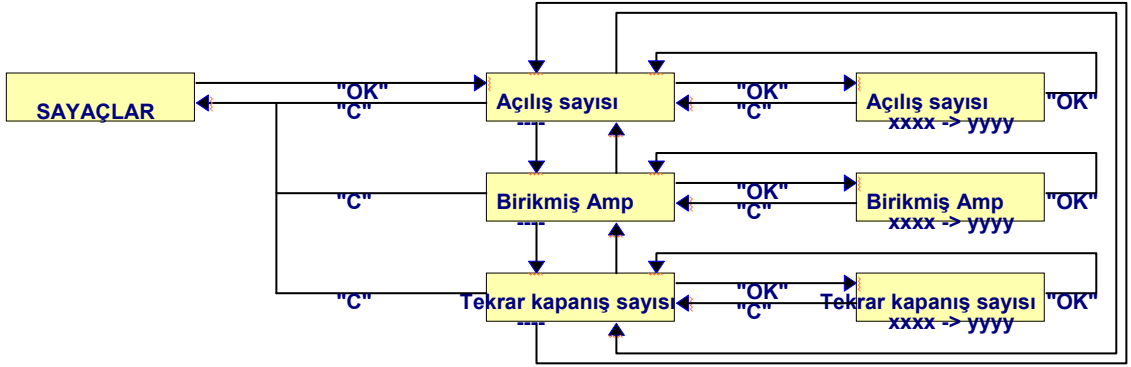 SAYAÇLAR
"OK"
"C"
Açılış sayısı
----
"OK"
"C"
Açılış sayısı
xxxx -> yyyy
"OK"
"C"
Birikmiş Amp
----
"OK"
"C"
Birikmiş Amp
xxxx -> yyyy
"OK"
"C"
Tekrar kapanış sayısı
----
"OK"
"C"
Tekrar kapanış sayısı
xxxx -> yyyy
"OK"